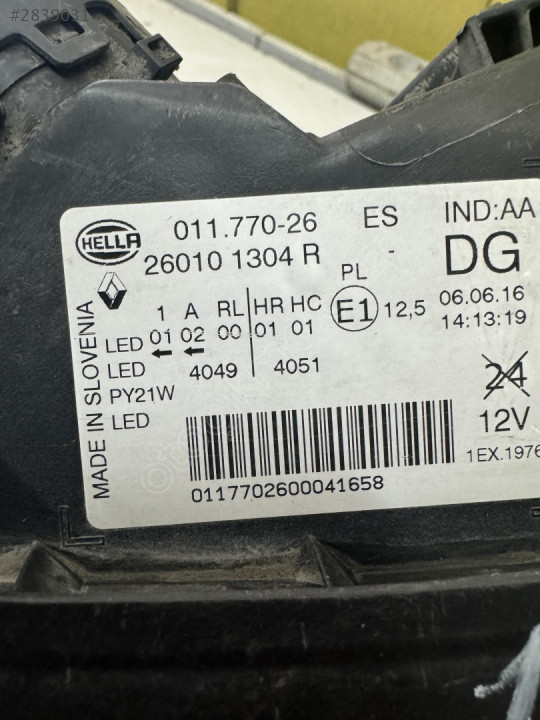 #2839031
HELLA
011.770-26 ES IND:AA
26010 1304 R - DG
PL
1 A RL HR HC E1 12,5 06.06.16
LED 01 02 00 01 01 14:13:19
LED 4049 4051 24
PY21W
LED 12V
MADE IN SLOVENIA
1EX.1976
0117702600041658